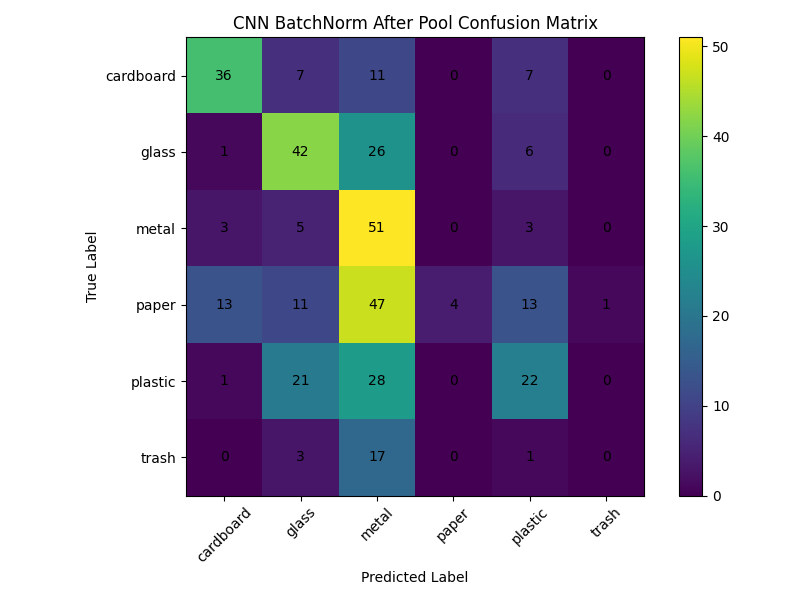 CNN BatchNorm After Pool Confusion Matrix
True Label
cardboard 36 7 11 0 7 0
glass 1 42 26 0 6 0
metal 3 5 51 0 3 0
paper 13 11 47 4 13 1
plastic 1 21 28 0 22 0
trash 0 3 17 0 1 0
cardboard glass metal paper plastic trash
Predicted Label
50
40
30
20
10
0